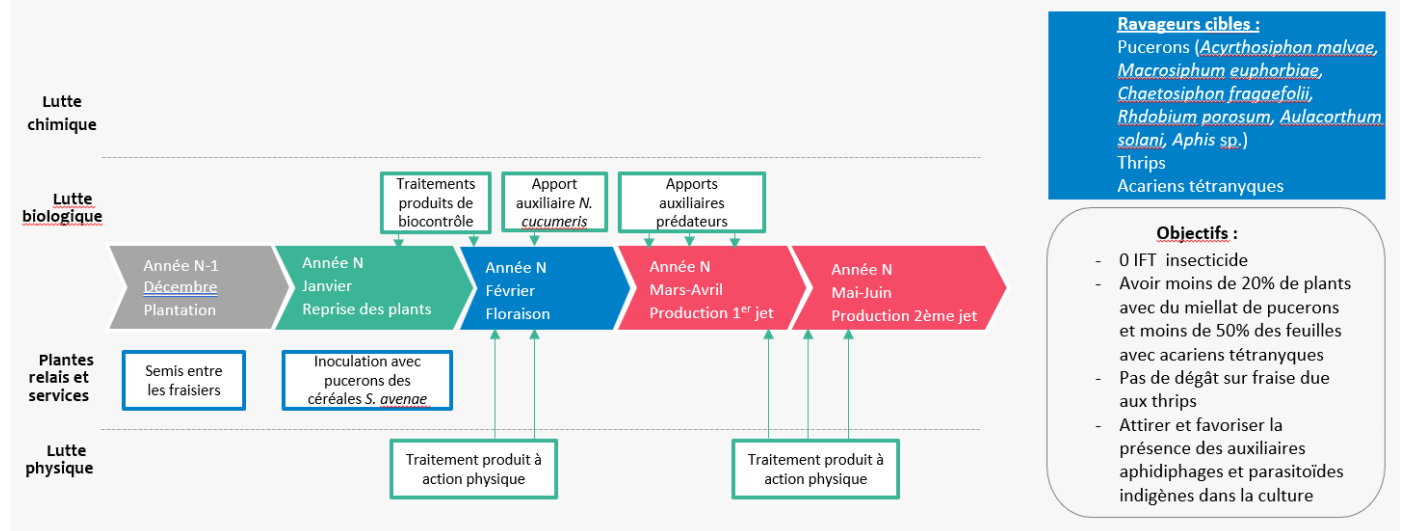 Lutte
chimique
Lutte
biologique
Traitements
produits de
biocontrôle
Apport
auxiliaire N.
cucumeris
Apports
auxiliaires
prédateurs
Année N-1
Décembre
Plantation
Année N
Janvier
Reprise des plants
Année N
Février
Floraison
Année N
Mars-Avril
Production 1er jet
Année N
Mai-Juin
Production 2ème jet
Plantes
relais et
services
Semis entre
les fraisiers
Inoculation avec
pucerons des
céréales S. avenae
Lutte
physique
Traitement produit à
action physique
Traitement produit à
action physique
Ravageurs cibles :
Pucerons (Acyrthosiphon malvae,
Macrosiphum euphorbiae,
Chaetosiphon fragaefolii,
Rhdobium porosum, Aulacorthum
solani, Aphis sp.)
Thrips
Acariens tétranyques
Objectifs :
- 0 IFT insecticide
- Avoir moins de 20% de plants
avec du miellat de pucerons
et moins de 50% des feuilles
avec acariens tétranyques
- Pas de dégât sur fraise due
aux thrips
- Attirer et favoriser la
présence des auxiliaires
aphidiphages et parasitoïdes
indigènes dans la culture